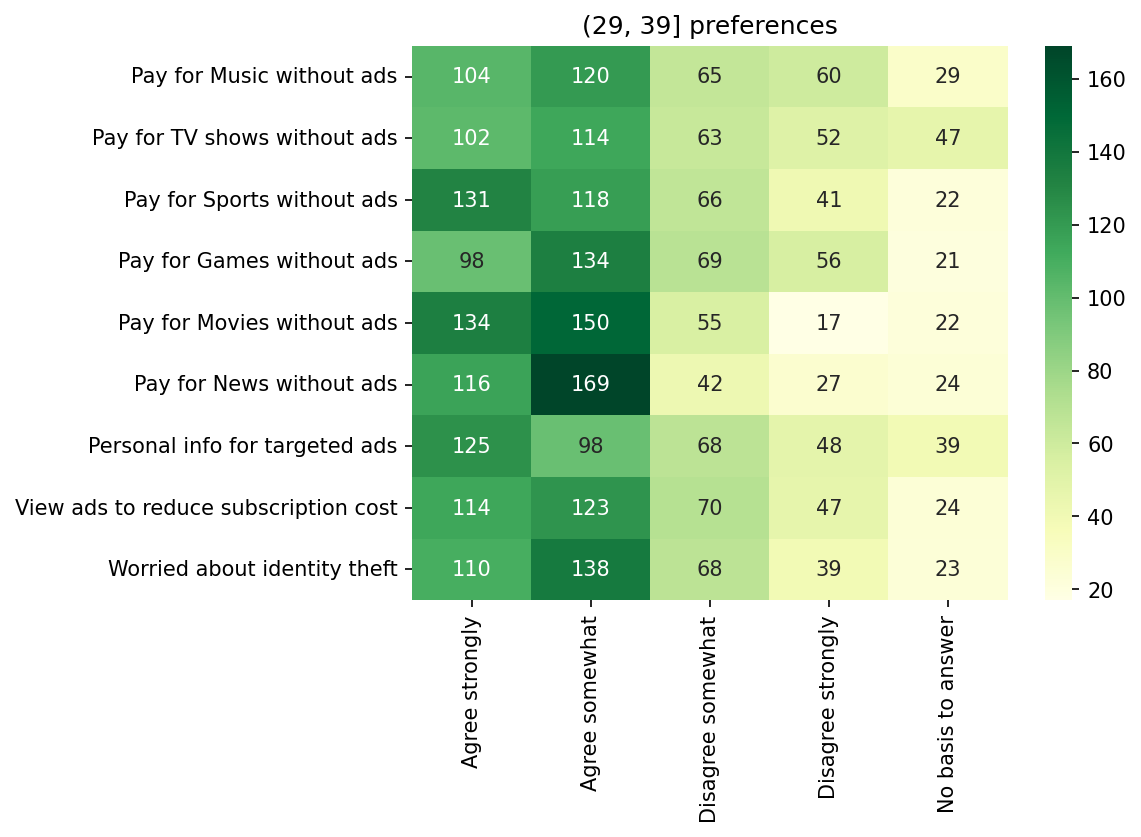 (29, 39] preferences
Pay for Music without ads 104 120 65 60 29
Pay for TV shows without ads 102 114 63 52 47
Pay for Sports without ads 131 118 66 41 22
Pay for Games without ads 98 134 69 56 21
Pay for Movies without ads 134 150 55 17 22
Pay for News without ads 116 169 42 27 24
Personal info for targeted ads 125 98 68 48 39
View ads to reduce subscription cost 114 123 70 47 24
Worried about identity theft 110 138 68 39 23
Agree strongly
Agree somewhat
Disagree somewhat
Disagree strongly
No basis to answer
160
140
120
100
80
60
40
20